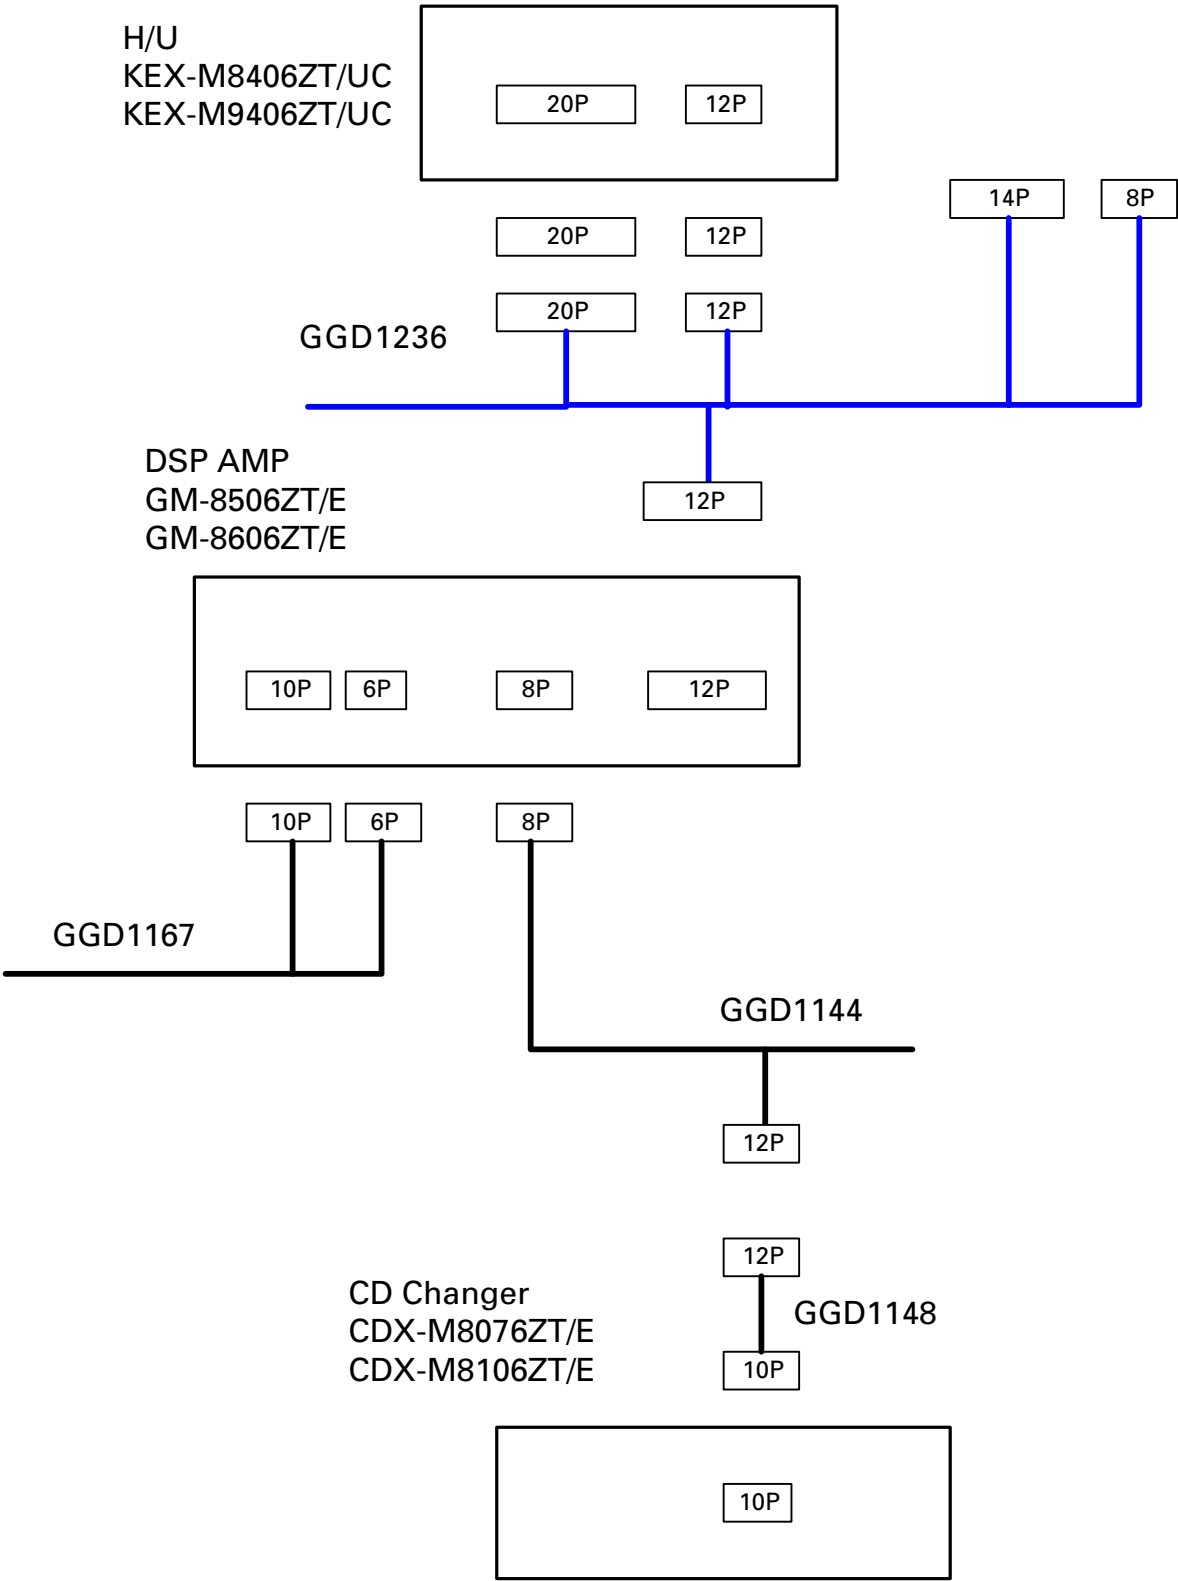 H/U
KEX-M8406ZT/UC
KEX-M9406ZT/UC
20P 12P
14P 8P
20P 12P
20P 12P
GGD1236
DSP AMP
GM-8506ZT/E
GM-8606ZT/E
12P
10P 6P 8P 12P
10P 6P 8P
GGD1167
GGD1144
12P
12P
CD Changer
CDX-M8076ZT/E
CDX-M8106ZT/E
GGD1148
10P
10P